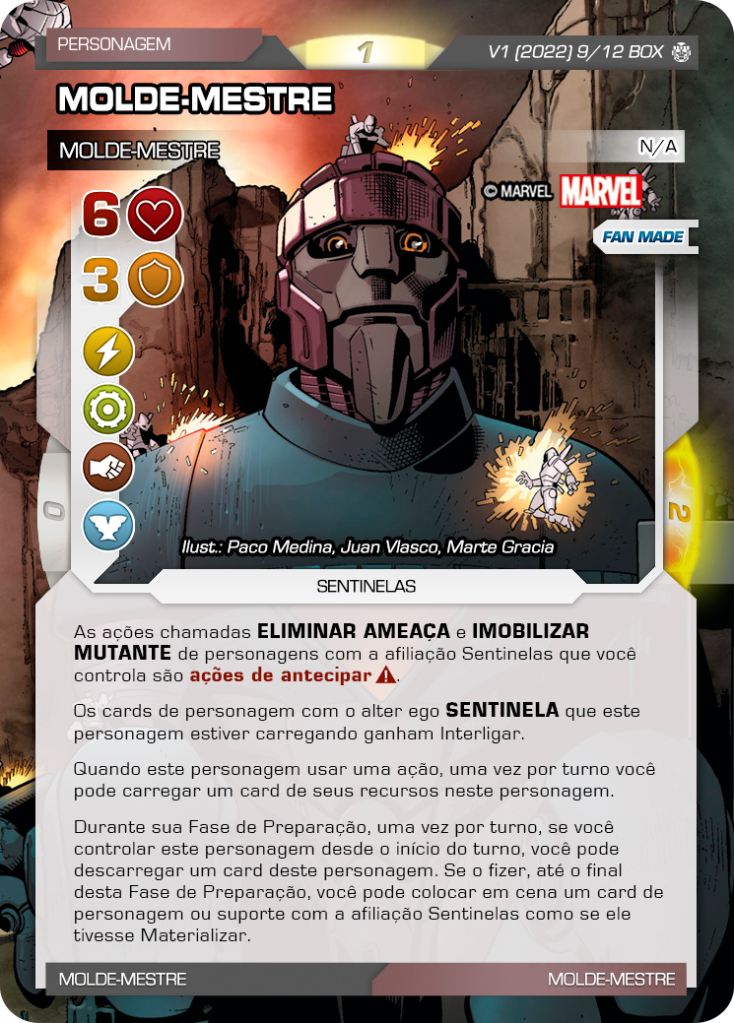 PERSONAGEM
1
V1 (2022) 9/12 BOX
MOLDE-MESTRE
MOLDE-MESTRE
N/A
© MARVEL MARVEL
6
FAN MADE
3
0
2
Ilust.: Paco Medina, Juan Vlasco, Marte Gracia
SENTINELAS
As ações chamadas ELIMINAR AMEAÇA e IMOBILIZAR
MUTANTE de personagens com a afiliação Sentinelas que você
controla são ações de antecipar.
Os cards de personagem com o alter ego SENTINELA que este
personagem estiver carregando ganham Interligar.
Quando este personagem usar uma ação, uma vez por turno você
pode carregar um card de seus recursos neste personagem.
Durante sua Fase de Preparação, uma vez por turno, se você
controlar este personagem desde o início do turno, você pode
descarregar um card deste personagem. Se o fizer, até o final
desta Fase de Preparação, você pode colocar em cena um card de
personagem ou suporte com a afiliação Sentinelas como se ele
tivesse Materializar.
MOLDE-MESTRE
MOLDE-MESTRE